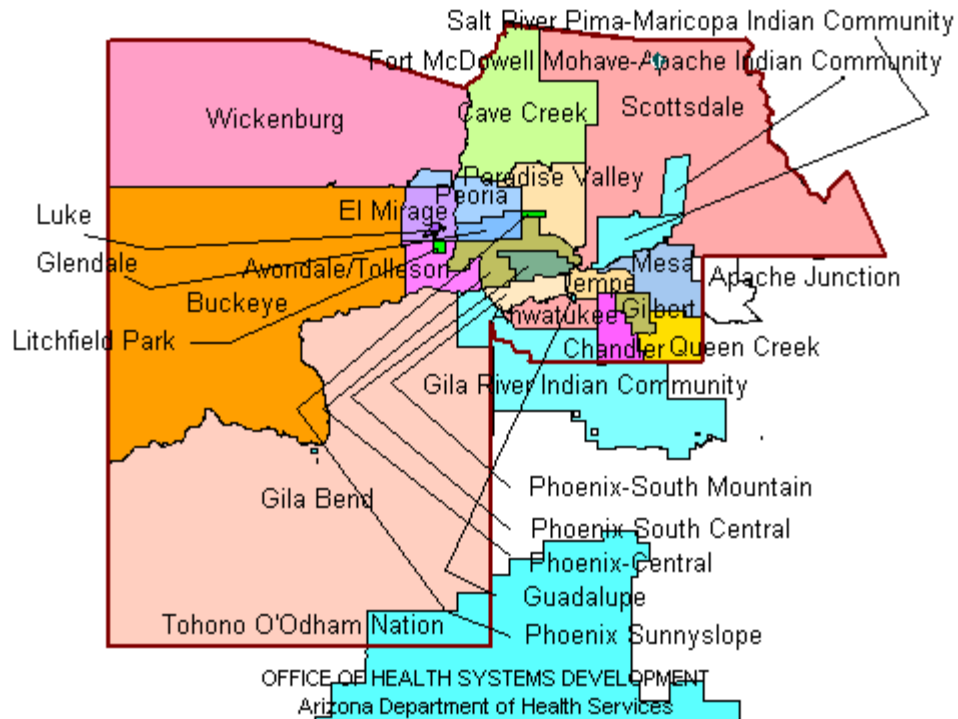 Salt River Pima-Maricopa Indian Community
Fort McDowell Mohave-Apache Indian Community
Scottsdale
Wickenburg
Cave Creek
Paradise Valley
Peoria
El Mirage
Luke
Glendale
Avondale/Tolleson
Mesa
Apache Junction
Tempe
Buckeye
Gilbert
Ahwatukee
Litchfield Park
Chandler
Queen Creek
Gila River Indian Community
Gila Bend
Phoenix-South Mountain
Phoenix South Central
Phoenix-Central
Guadalupe
Tohono O'Odham Nation
Phoenix Sunnyslope
OFFICE OF HEALTH SYSTEMS DEVELOPMENT
Arizona Department of Health Services